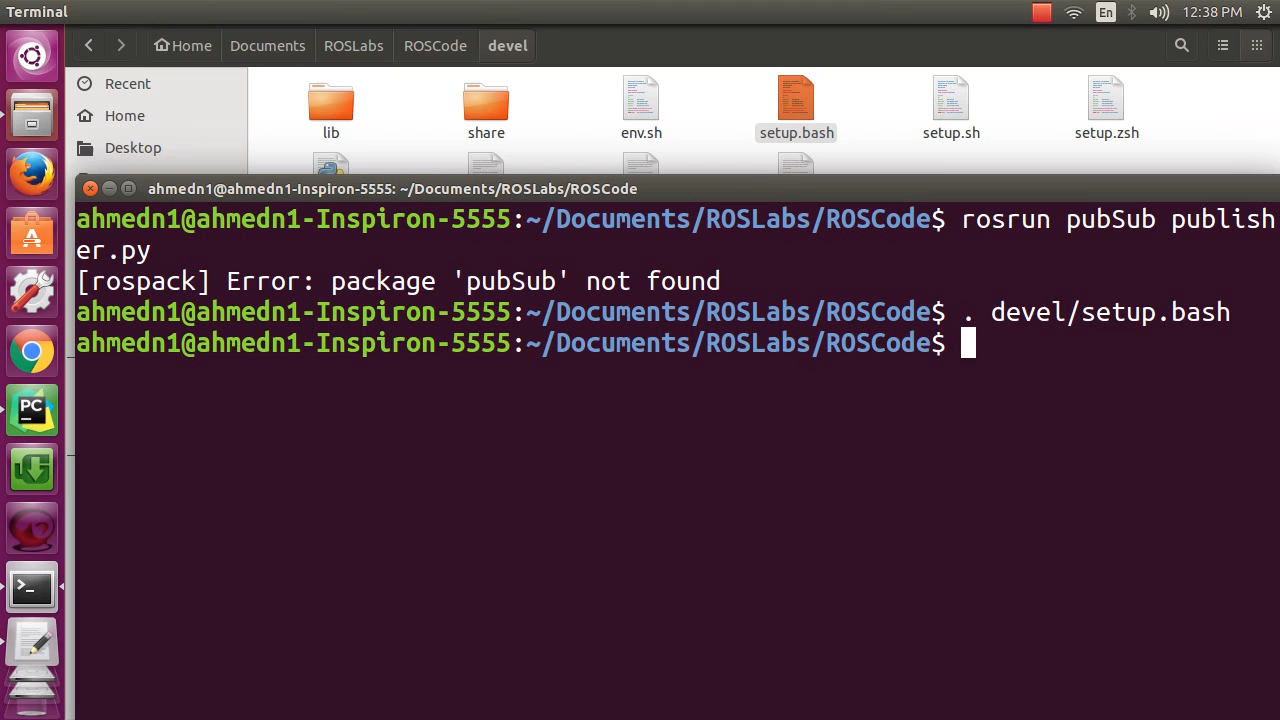 Terminal
En
12:38 PM
Home
Documents
ROSLabs
ROSCode
devel
Recent
Home
Desktop
lib
share
env.sh
setup.bash
setup.sh
setup.zsh
ahmedn1@ahmedn1-Inspiron-5555: ~/Documents/ROSLabs/ROSCode
ahmedn1@ahmedn1-Inspiron-5555:~/Documents/ROSLabs/ROSCode$ rosrun pubSub publish
er.py
[rospack] Error: package 'pubSub' not found
ahmedn1@ahmedn1-Inspiron-5555:~/Documents/ROSLabs/ROSCode$ . devel/setup.bash
ahmedn1@ahmedn1-Inspiron-5555:~/Documents/ROSLabs/ROSCode$
PC